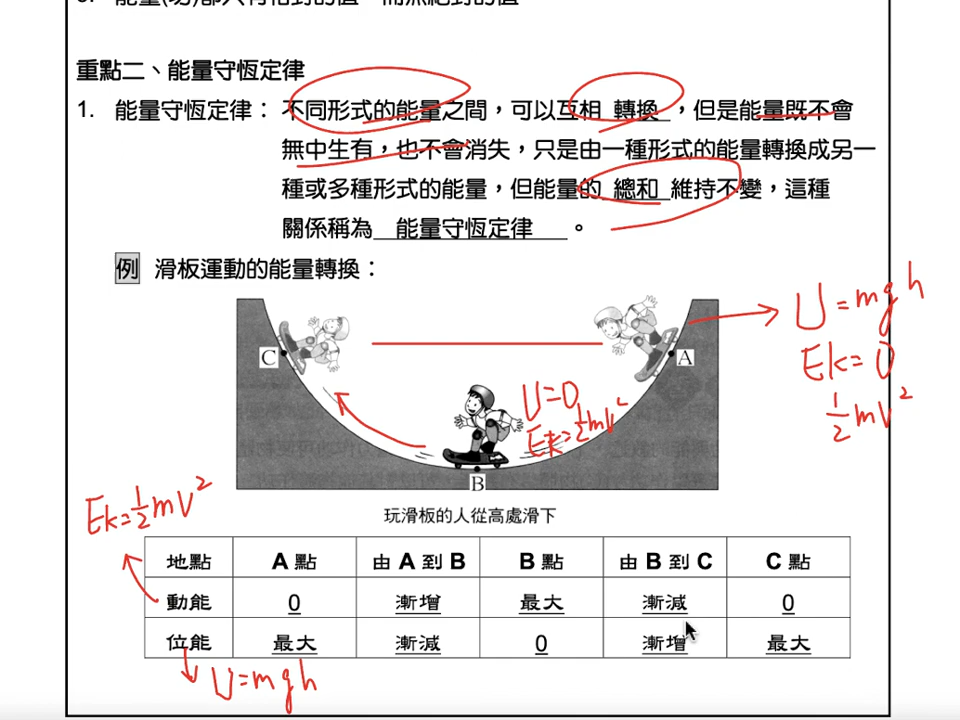 重點二、能量守恆定律
1. 能量守恆定律：不同形式的能量之間，可以互相 轉換 ，但是能量既不會
無中生有，也不會消失，只是由一種形式的能量轉換成另一
種或多種形式的能量，但能量的 總和 維持不變，這種
關係稱為 能量守恆定律 。
例 滑板運動的能量轉換：
U=mgh
C
A
Ek=0
U=0
½mv²
Ek=½mv²
B
Ek=½mv²
玩滑板的人從高處滑下
地點 A 點 由 A 到 B B 點 由 B 到 C C 點
動能 0 漸增 最大 漸減 0
位能 最大 漸減 0 漸增 最大
U=mgh